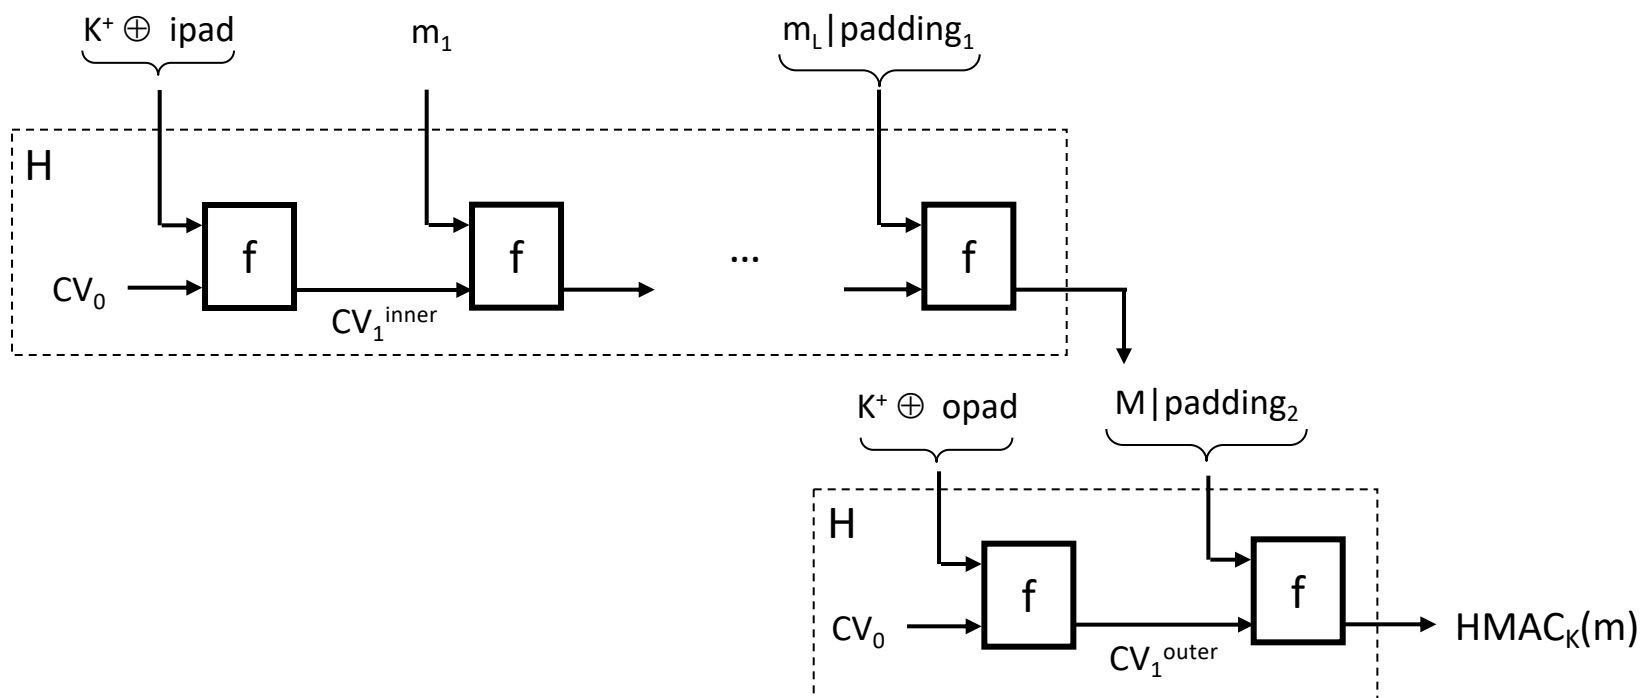 K⁺ ⊕ ipad
m₁
m_L|padding₁
H
f
f
...
f
CV₀
CV₁^inner
K⁺ ⊕ opad
M|padding₂
H
f
f
CV₀
CV₁^outer
HMAC_K(m)